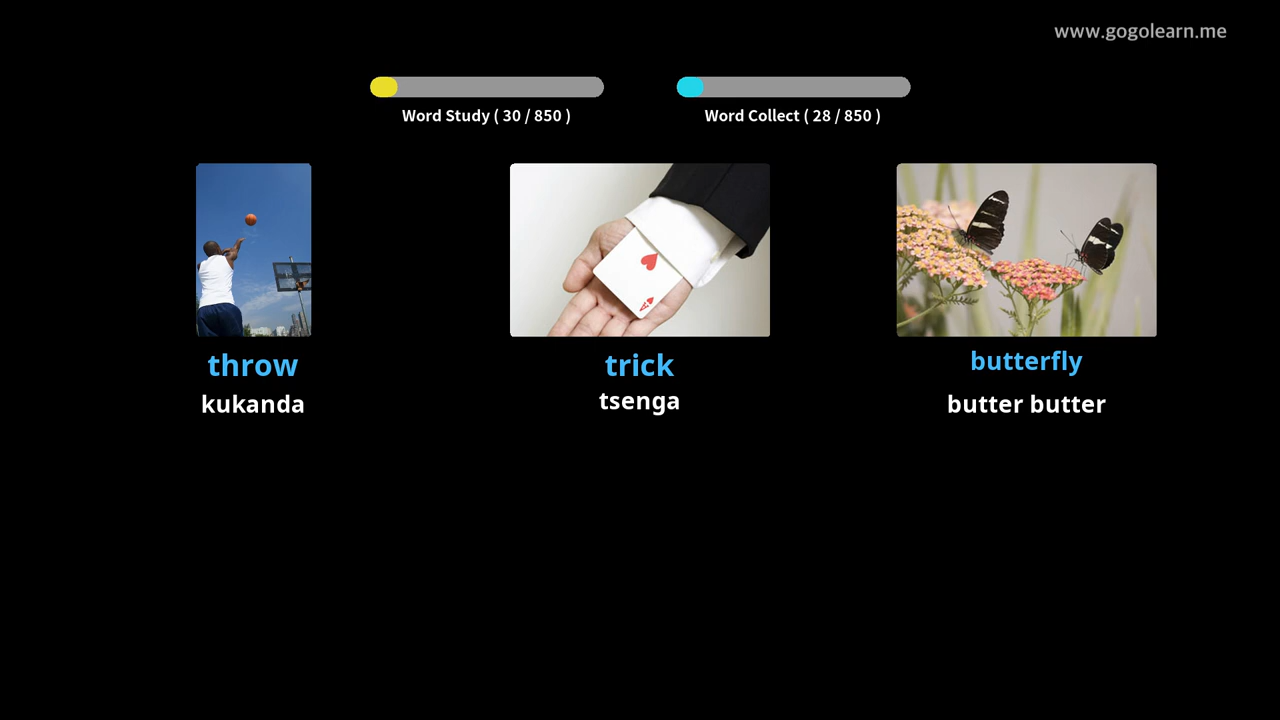 www.gogolearn.me
Word Study ( 30 / 850 )
Word Collect ( 28 / 850 )
throw
kukanda
trick
tsenga
butterfly
butter butter